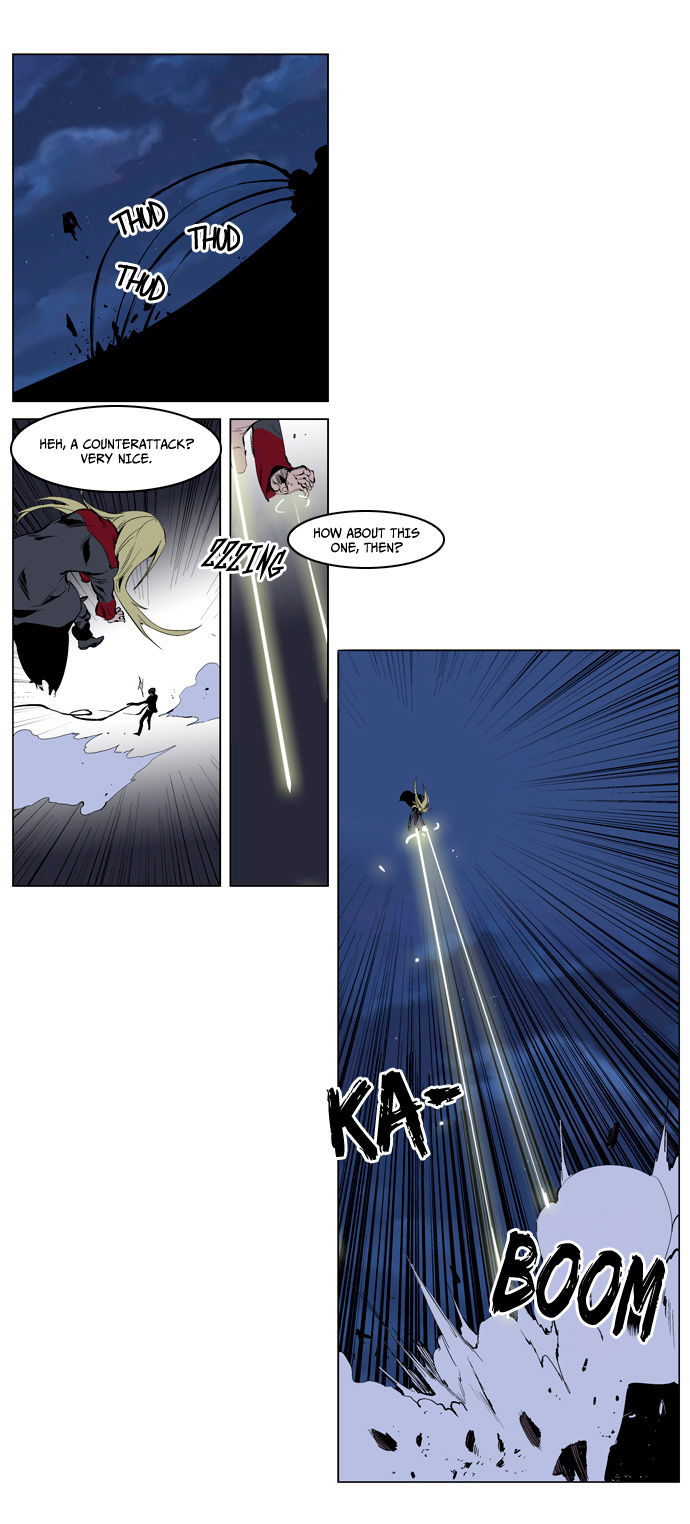 THUD
THUD
THUD
HEH, A COUNTERATTACK?
VERY NICE.
ZZZING
HOW ABOUT THIS
ONE, THEN?
KA-
BOOM